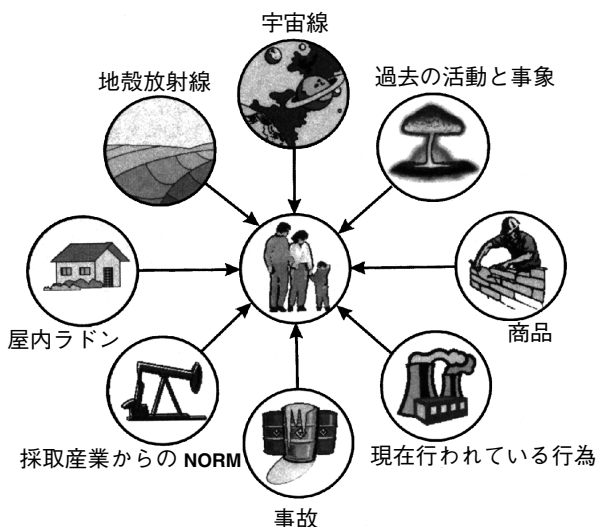 宇宙線
地殻放射線
過去の活動と事象
屋内ラドン
商品
採取産業からの NORM
現在行われている行為
事故